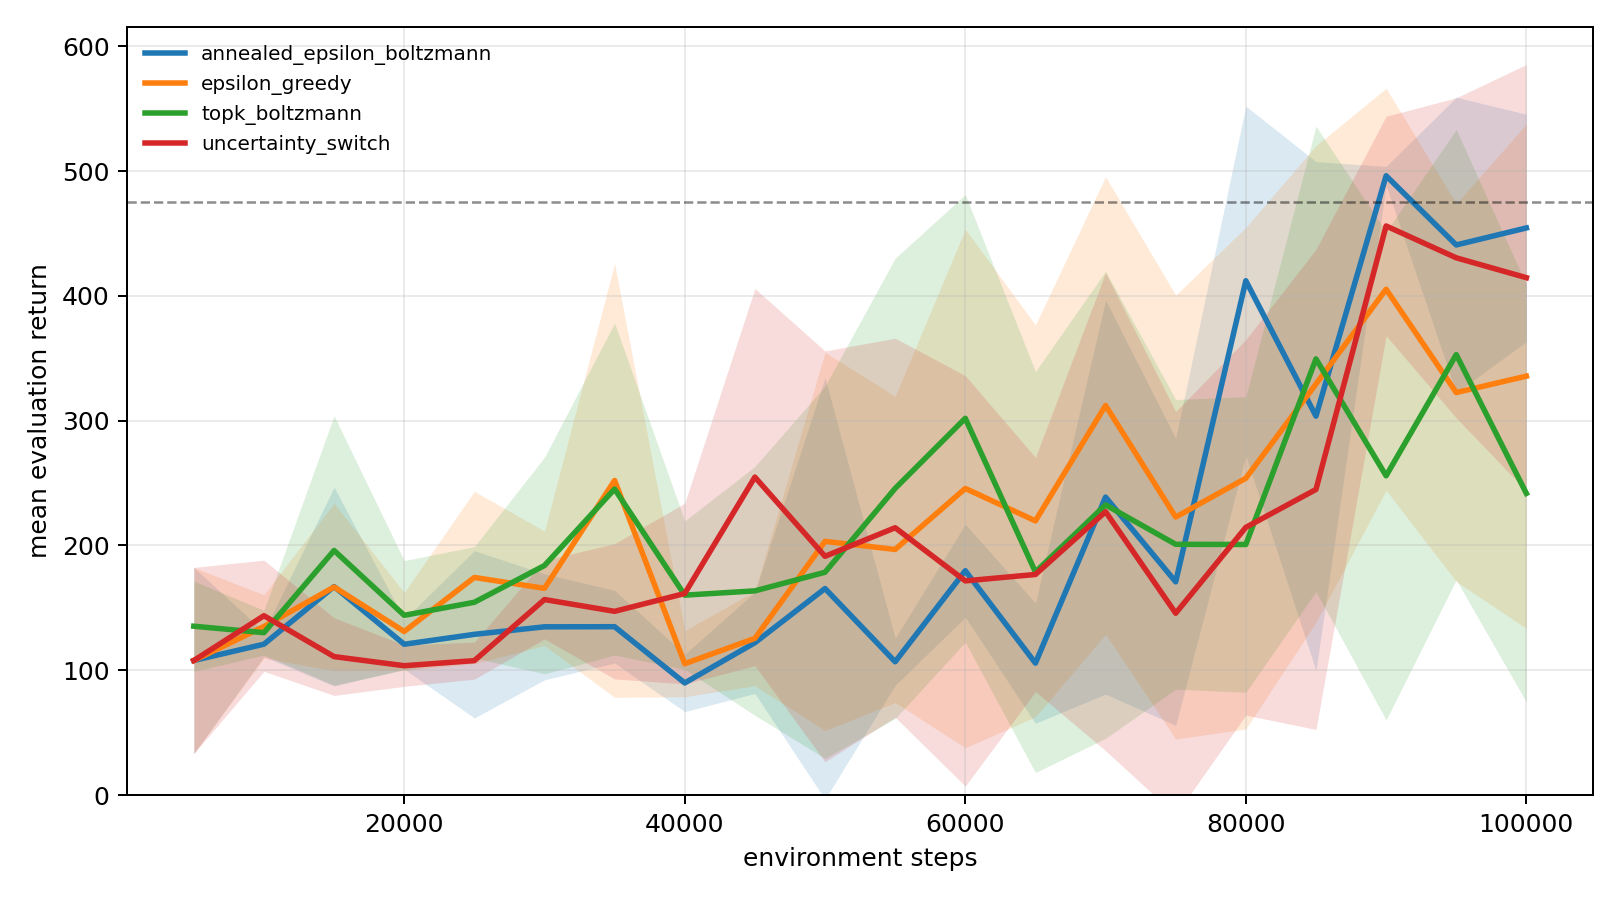 600
500
400
300
200
100
0
mean evaluation return
annealed_epsilon_boltzmann
epsilon_greedy
topk_boltzmann
uncertainty_switch
20000
40000
60000
80000
100000
environment steps